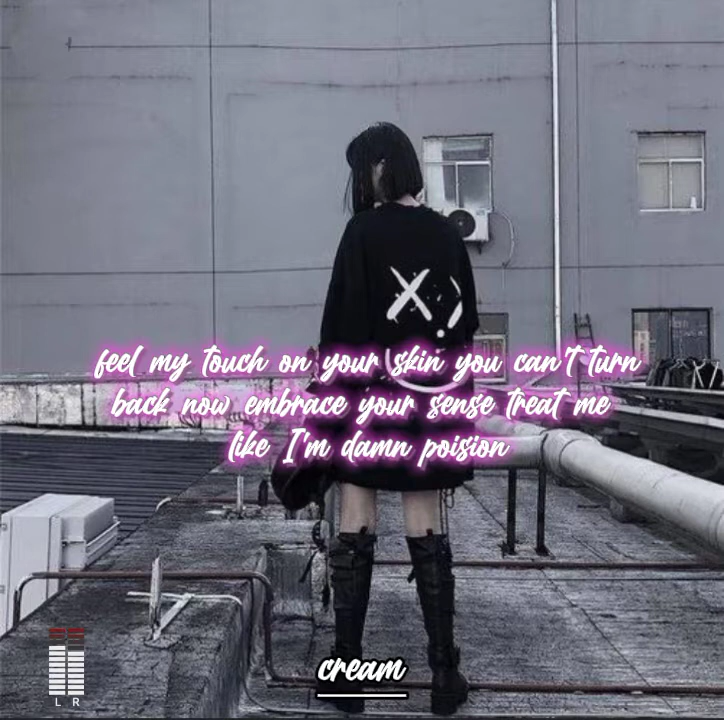 feel my touch on your skin you can't turn
back now embrace your sense treat me
like I'm damn poision
cream
L R